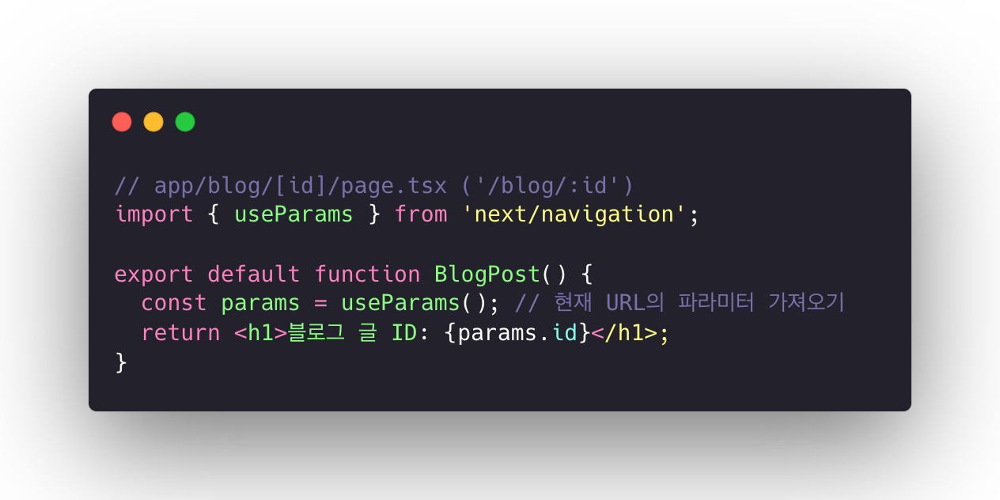 // app/blog/[id]/page.tsx ('/blog/:id')
import { useParams } from 'next/navigation';
export default function BlogPost() {
  const params = useParams(); // 현재 URL의 파라미터 가져오기
  return <h1>블로그 글 ID: {params.id}</h1>;
}